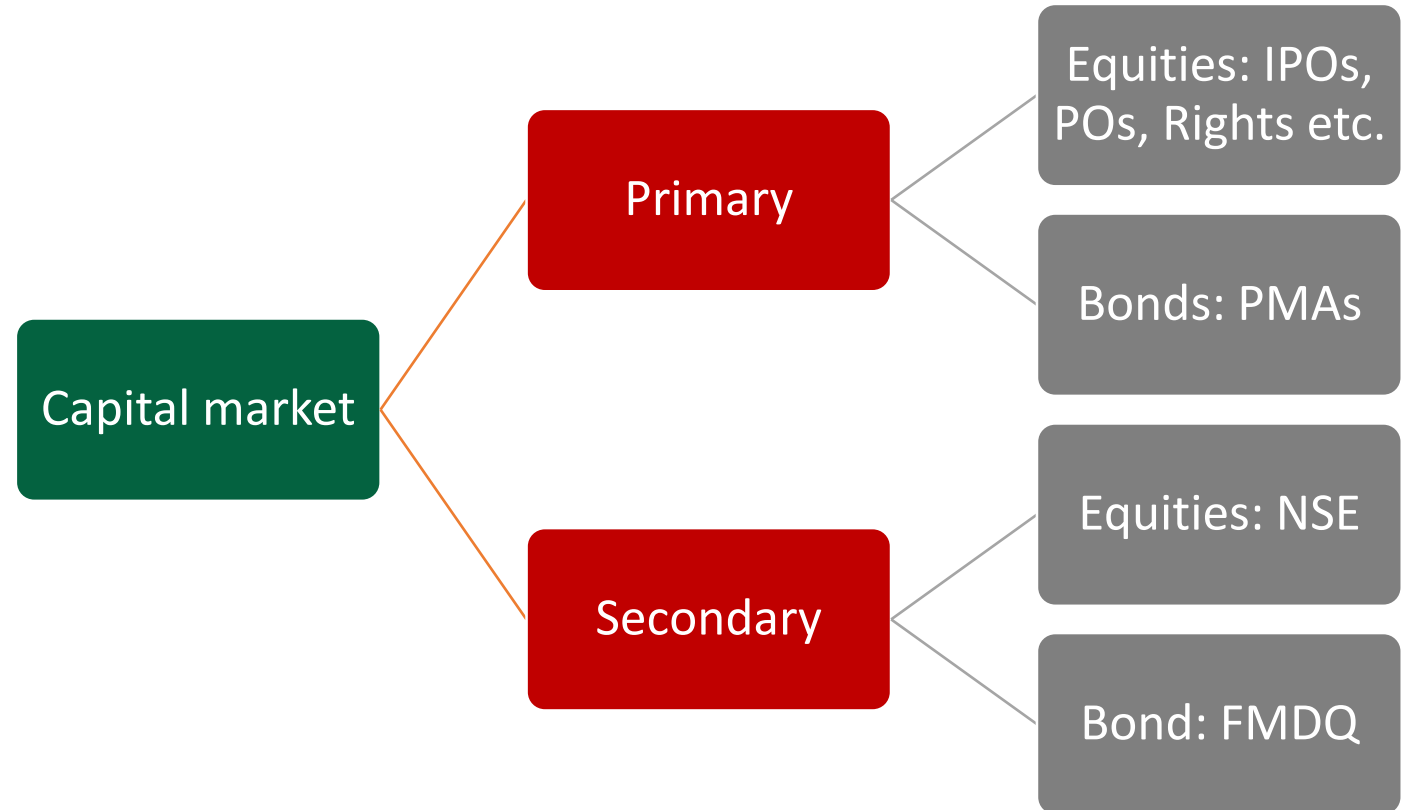 Capital market
Primary
Equities: IPOs,
POs, Rights etc.
Bonds: PMAs
Secondary
Equities: NSE
Bond: FMDQ